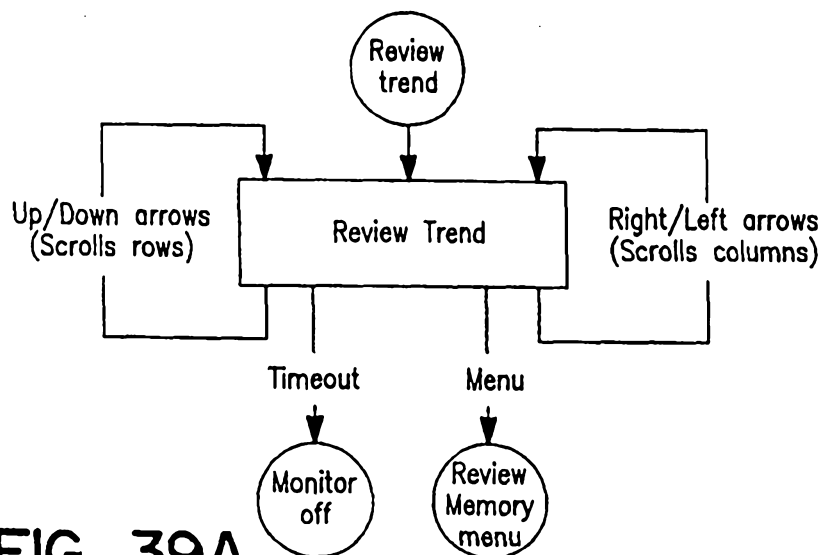 Review
trend
Up/Down arrows
(Scrolls rows)
Review Trend
Right/Left arrows
(Scrolls columns)
Timeout
Menu
Monitor
off
Review
Memory
menu
FIG. 39A